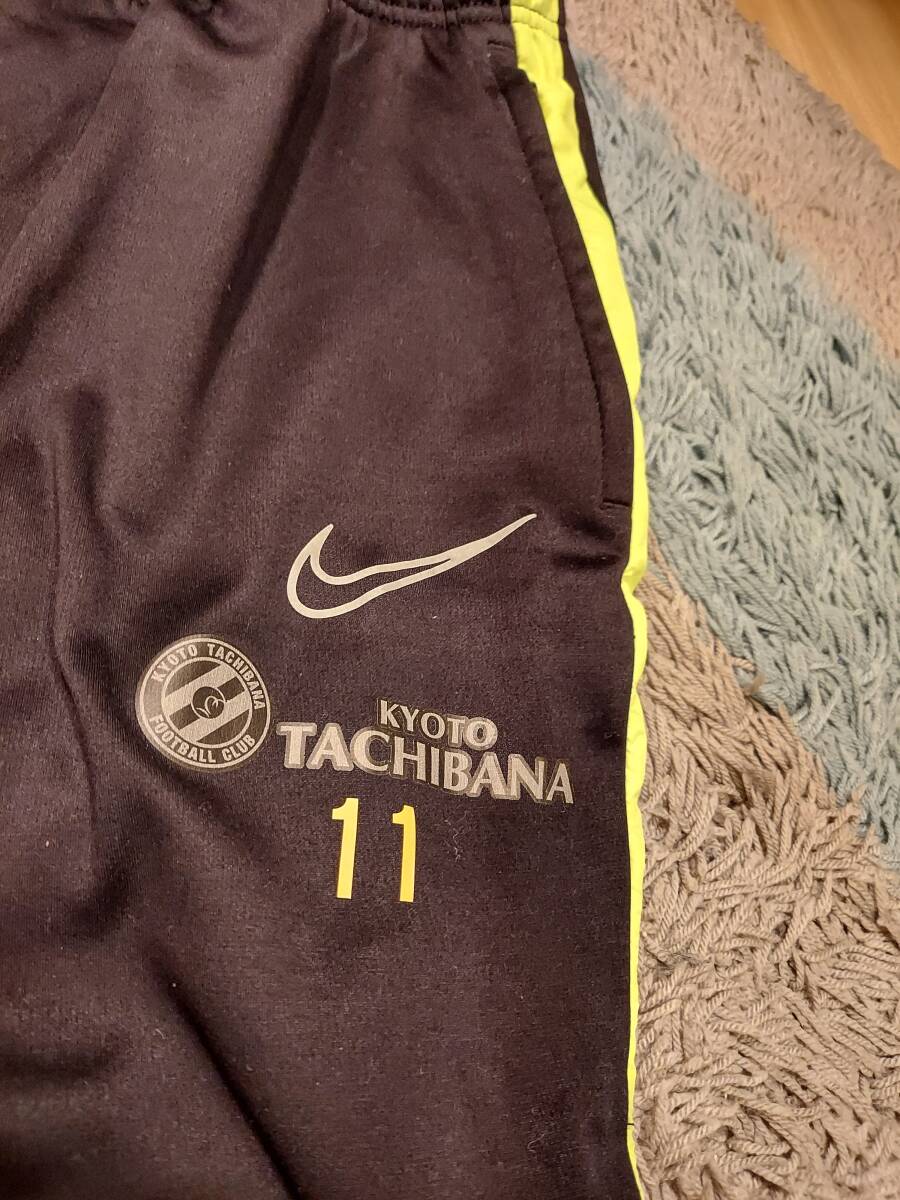 KYOTO TACHIBANA
FOOTBALL CLUB
KYOTO
TACHIBANA
11